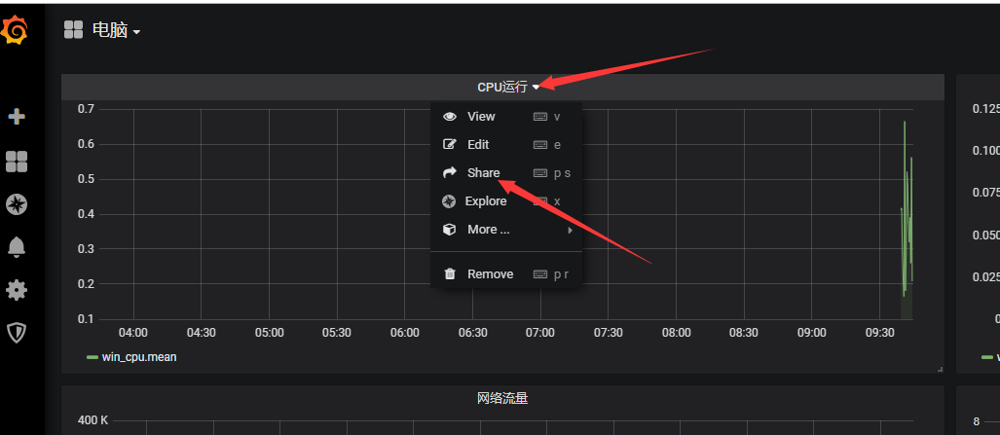 电脑
CPU运行
0.7
0.6
0.5
0.4
0.3
0.2
0.1
View v
Edit e
Share p s
Explore x
More ...
Remove p r
04:00 04:30 05:00 05:30 06:00 06:30 07:00 07:30 08:00 08:30 09:00 09:30
win_cpu.mean
0.125
0.100
0.075
0.050
0.025
网络流量
400 K
8